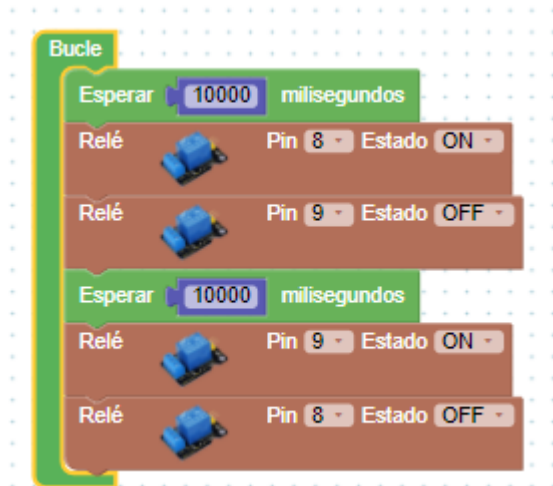 Bucle
Esperar 10000 milisegundos
Relé Pin 8 Estado ON
Relé Pin 9 Estado OFF
Esperar 10000 milisegundos
Relé Pin 9 Estado ON
Relé Pin 8 Estado OFF